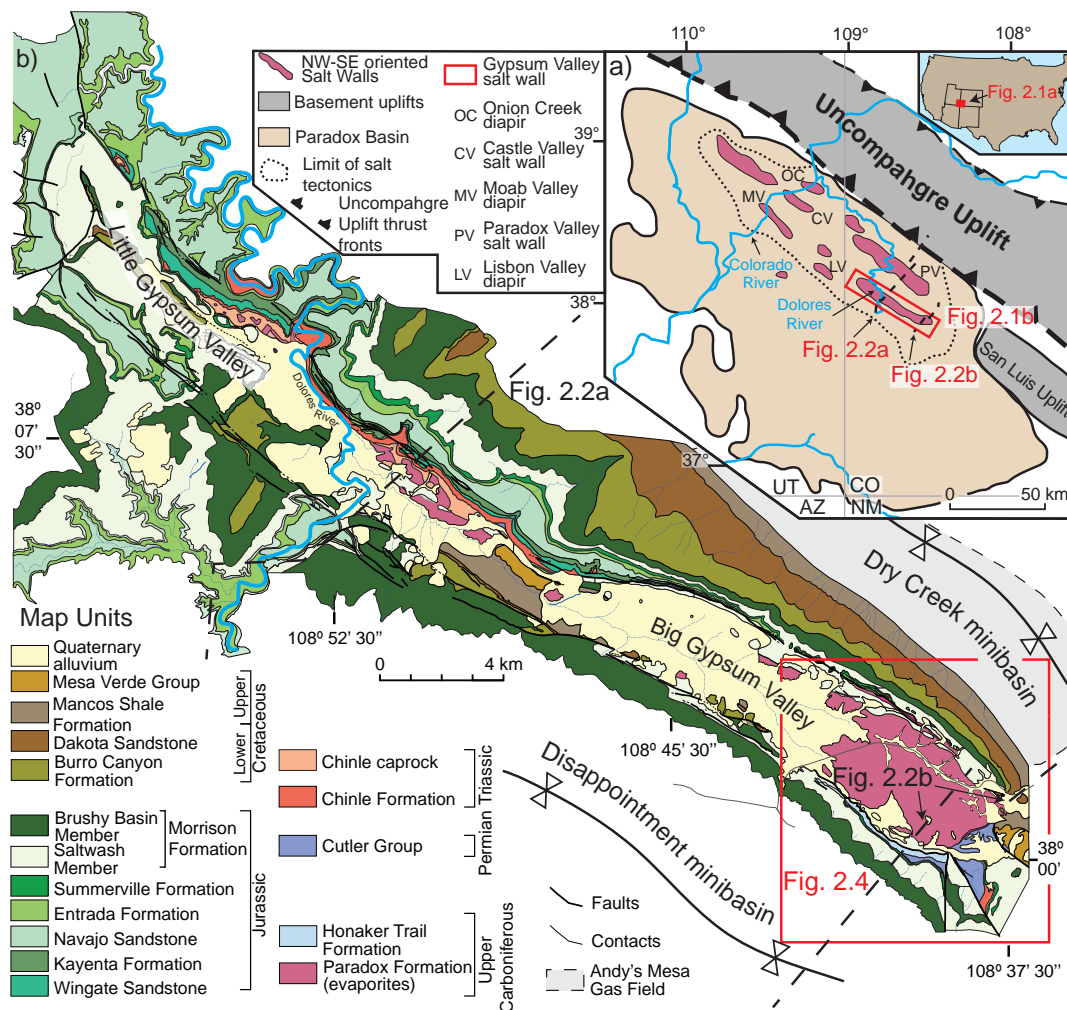 b)
NW-SE oriented
Salt Walls
Basement uplifts
Paradox Basin
Limit of salt
tectonics
Uncompahgre
Uplift thrust
fronts
Gypsum Valley
salt wall
OC Onion Creek
diapir
CV Castle Valley
salt wall
MV Moab Valley
diapir
PV Paradox Valley
salt wall
LV Lisbon Valley
diapir
110º
109º
108º
a)
Fig. 2.1a
39º
38º
37º
Uncompahgre Uplift
OC
MV
CV
LV
PV
Colorado
River
Dolores
River
Fig. 2.1b
Fig. 2.2a
Fig. 2.2b
San Luis Uplift
UT
CO
AZ
NM
0 50 km
Little Gypsum Valley
Dolores River
Fig. 2.2a
38º
07'
30''
108º 52' 30''
0 4 km
Big Gypsum Valley
108º 45' 30''
Dry Creek minibasin
Disappointment minibasin
Fig. 2.2b
Fig. 2.4
38º
00'
108º 37' 30''
Map Units
Quaternary
alluvium
Mesa Verde Group
Mancos Shale
Formation
Dakota Sandstone
Burro Canyon
Formation
Lower
Upper
Cretaceous
Brushy Basin
Member
Saltwash
Member
Morrison
Formation
Summerville Formation
Entrada Formation
Navajo Sandstone
Kayenta Formation
Wingate Sandstone
Jurassic
Chinle caprock
Chinle Formation
Triassic
Cutler Group
Permian
Honaker Trail
Formation
Paradox Formation
(evaporites)
Upper
Carboniferous
Faults
Contacts
Andy's Mesa
Gas Field